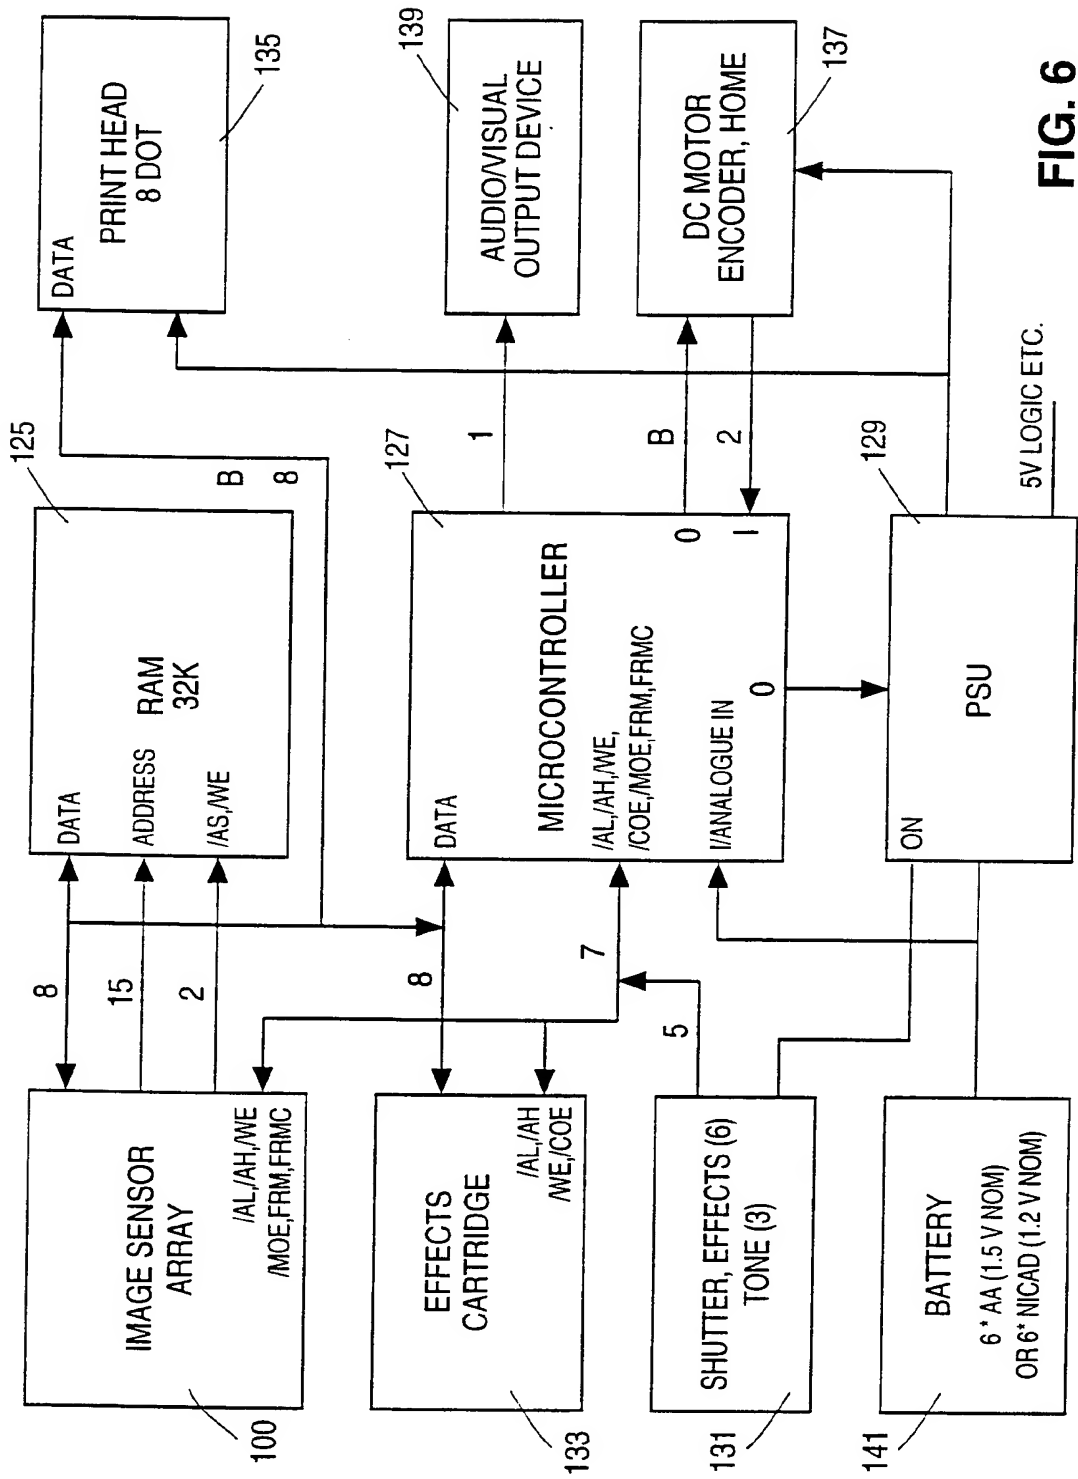 100
IMAGE SENSOR
ARRAY
/AL,/AH,/WE
/MOE,FRM,FRMC
8
15
2
125
DATA
ADDRESS
/AS,/WE
RAM
32K
B
8
DATA
PRINT HEAD
8 DOT
135
133
EFFECTS
CARTRIDGE
/AL,/AH
/WE,/COE
8
7
127
DATA
MICROCONTROLLER
/AL,/AH,/WE,
/COE,/MOE,FRM,FRMC
I/ANALOGUE IN
O
O
I
1
B
2
139
AUDIO/VISUAL
OUTPUT DEVICE
DC MOTOR
ENCODER, HOME
137
131
SHUTTER, EFFECTS (6)
TONE (3)
5
141
BATTERY
6 * AA (1.5 V NOM)
OR 6* NICAD (1.2 V NOM)
ON
PSU
129
5V LOGIC ETC.
FIG. 6